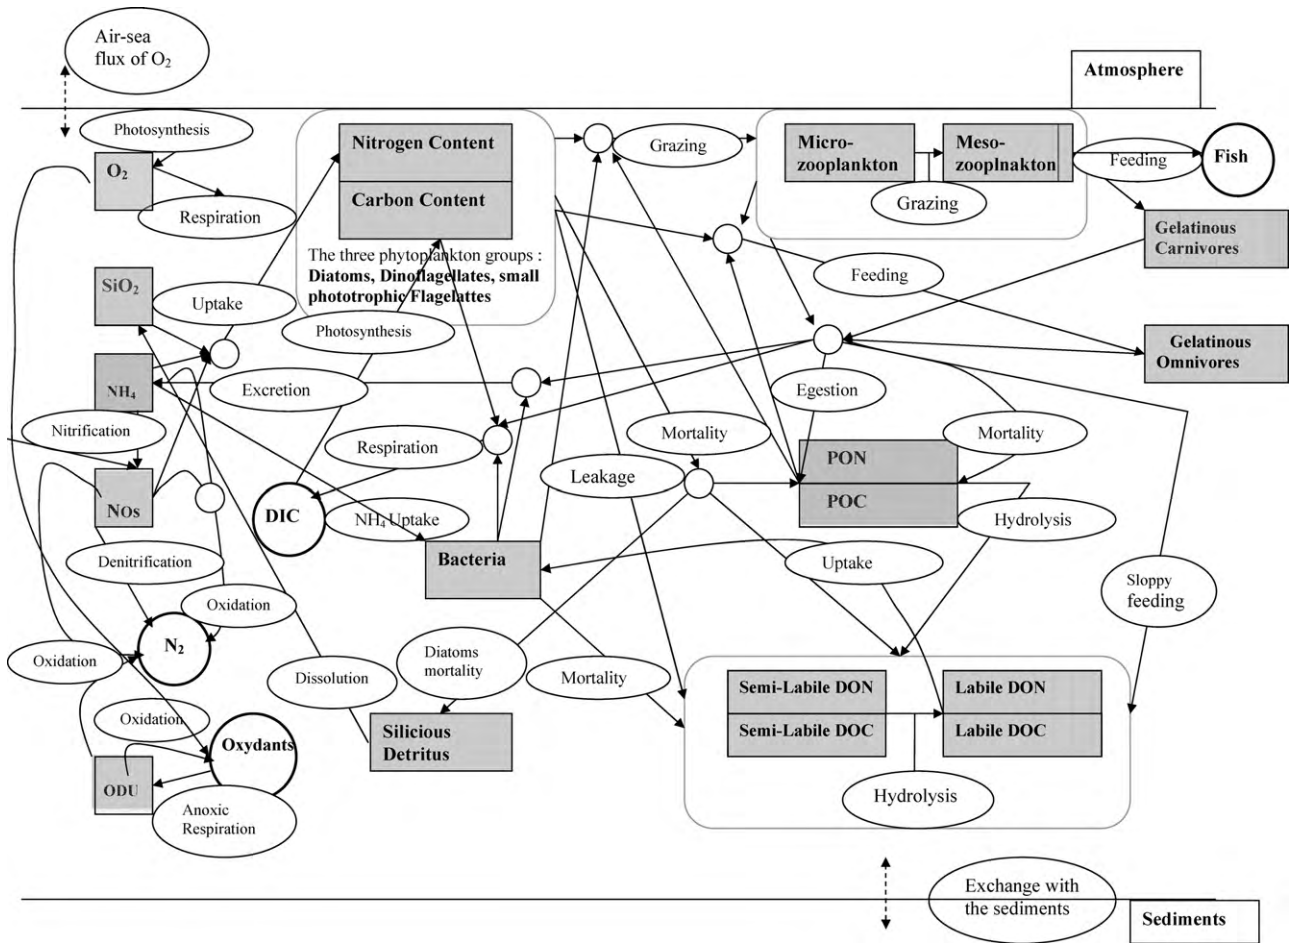 Air-sea
flux of O₂
Atmosphere
Photosynthesis
Nitrogen Content
Grazing
Micro-
zooplankton
Meso-
zooplnakton
Feeding
Fish
O₂
Carbon Content
Respiration
Grazing
Gelatinous
Carnivores
The three phytoplankton groups :
Diatoms, Dinoflagellates, small
phototrophic Flagelattes
SiO₂
Uptake
Feeding
Photosynthesis
Gelatinous
Omnivores
NH₄
Excretion
Egestion
Nitrification
Respiration
Mortality
Mortality
PON
Leakage
POC
NOs
DIC
NH₄ Uptake
Hydrolysis
Denitrification
Bacteria
Uptake
Sloppy
feeding
Oxidation
N₂
Oxidation
Dissolution
Diatoms
mortality
Mortality
Semi-Labile DON
Labile DON
Oxidation
Oxydants
Silicious
Detritus
Semi-Labile DOC
Labile DOC
ODU
Anoxic
Respiration
Hydrolysis
Exchange with
the sediments
Sediments